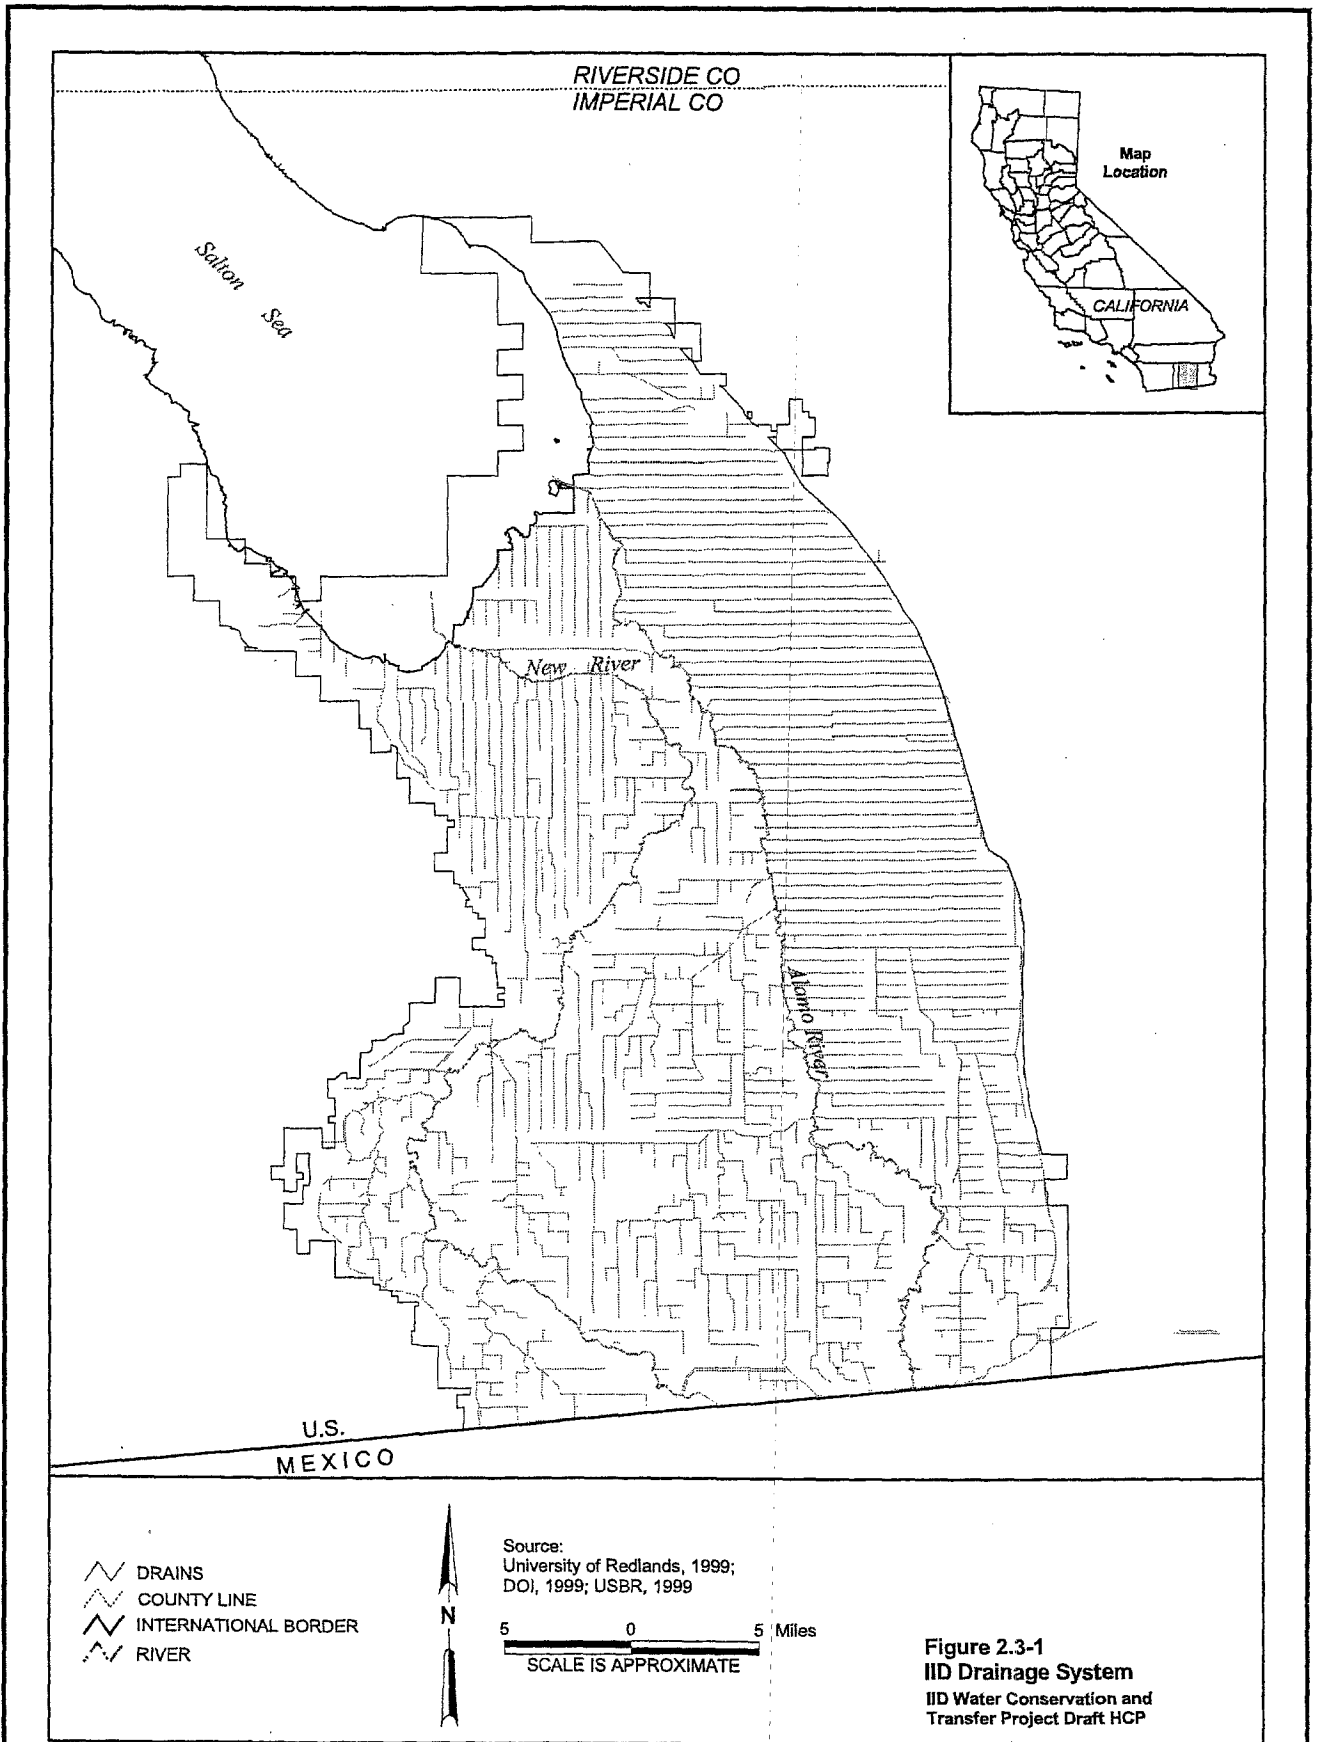 RIVERSIDE CO
IMPERIAL CO
Map
Location
CALIFORNIA
Salton
Sea
New River
Alamo River
U.S.
MEXICO
DRAINS
COUNTY LINE
INTERNATIONAL BORDER
RIVER
N
Source:
University of Redlands, 1999;
DOI, 1999; USBR, 1999
5 0 5 Miles
SCALE IS APPROXIMATE
Figure 2.3-1
IID Drainage System
IID Water Conservation and
Transfer Project Draft HCP